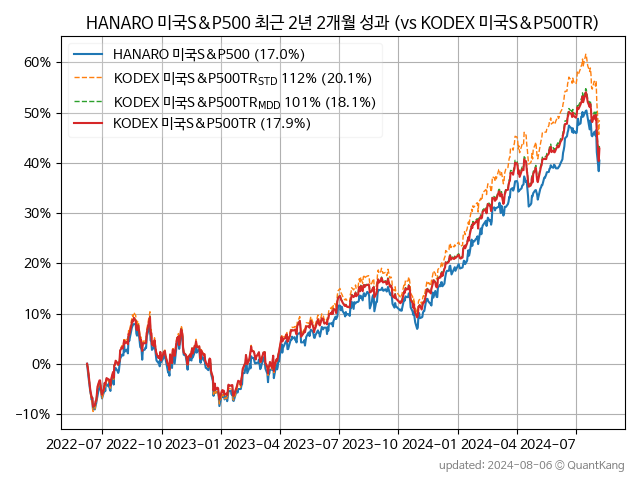 HANARO 미국S&P500 최근 2년 2개월 성과 (vs KODEX 미국S&P500TR)
HANARO 미국S&P500 (17.0%)
KODEX 미국S&P500TR_STD 112% (20.1%)
KODEX 미국S&P500TR_MDD 101% (18.1%)
KODEX 미국S&P500TR (17.9%)
60%
50%
40%
30%
20%
10%
0%
-10%
2022-07 2022-10 2023-01 2023-04 2023-07 2023-10 2024-01 2024-04 2024-07
updated: 2024-08-06 © QuantKang